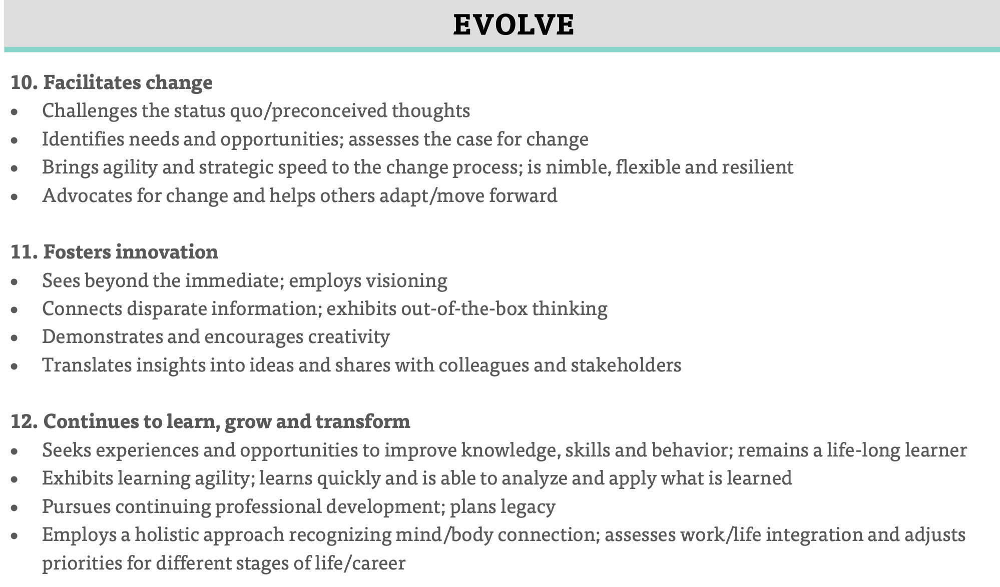 EVOLVE
10. Facilitates change
• Challenges the status quo/preconceived thoughts
• Identifies needs and opportunities; assesses the case for change
• Brings agility and strategic speed to the change process; is nimble, flexible and resilient
• Advocates for change and helps others adapt/move forward
11. Fosters innovation
• Sees beyond the immediate; employs visioning
• Connects disparate information; exhibits out-of-the-box thinking
• Demonstrates and encourages creativity
• Translates insights into ideas and shares with colleagues and stakeholders
12. Continues to learn, grow and transform
• Seeks experiences and opportunities to improve knowledge, skills and behavior; remains a life-long learner
• Exhibits learning agility; learns quickly and is able to analyze and apply what is learned
• Pursues continuing professional development; plans legacy
• Employs a holistic approach recognizing mind/body connection; assesses work/life integration and adjusts
priorities for different stages of life/career